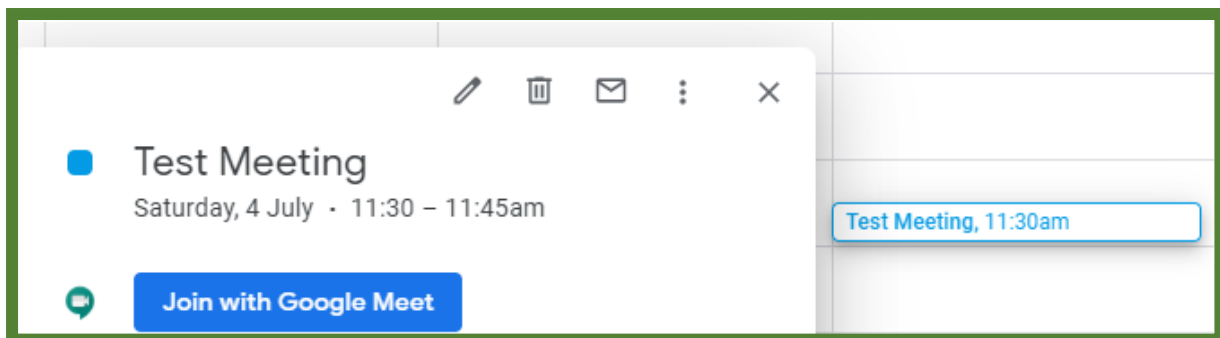 Test Meeting
Saturday, 4 July · 11:30 – 11:45am
Join with Google Meet
Test Meeting, 11:30am